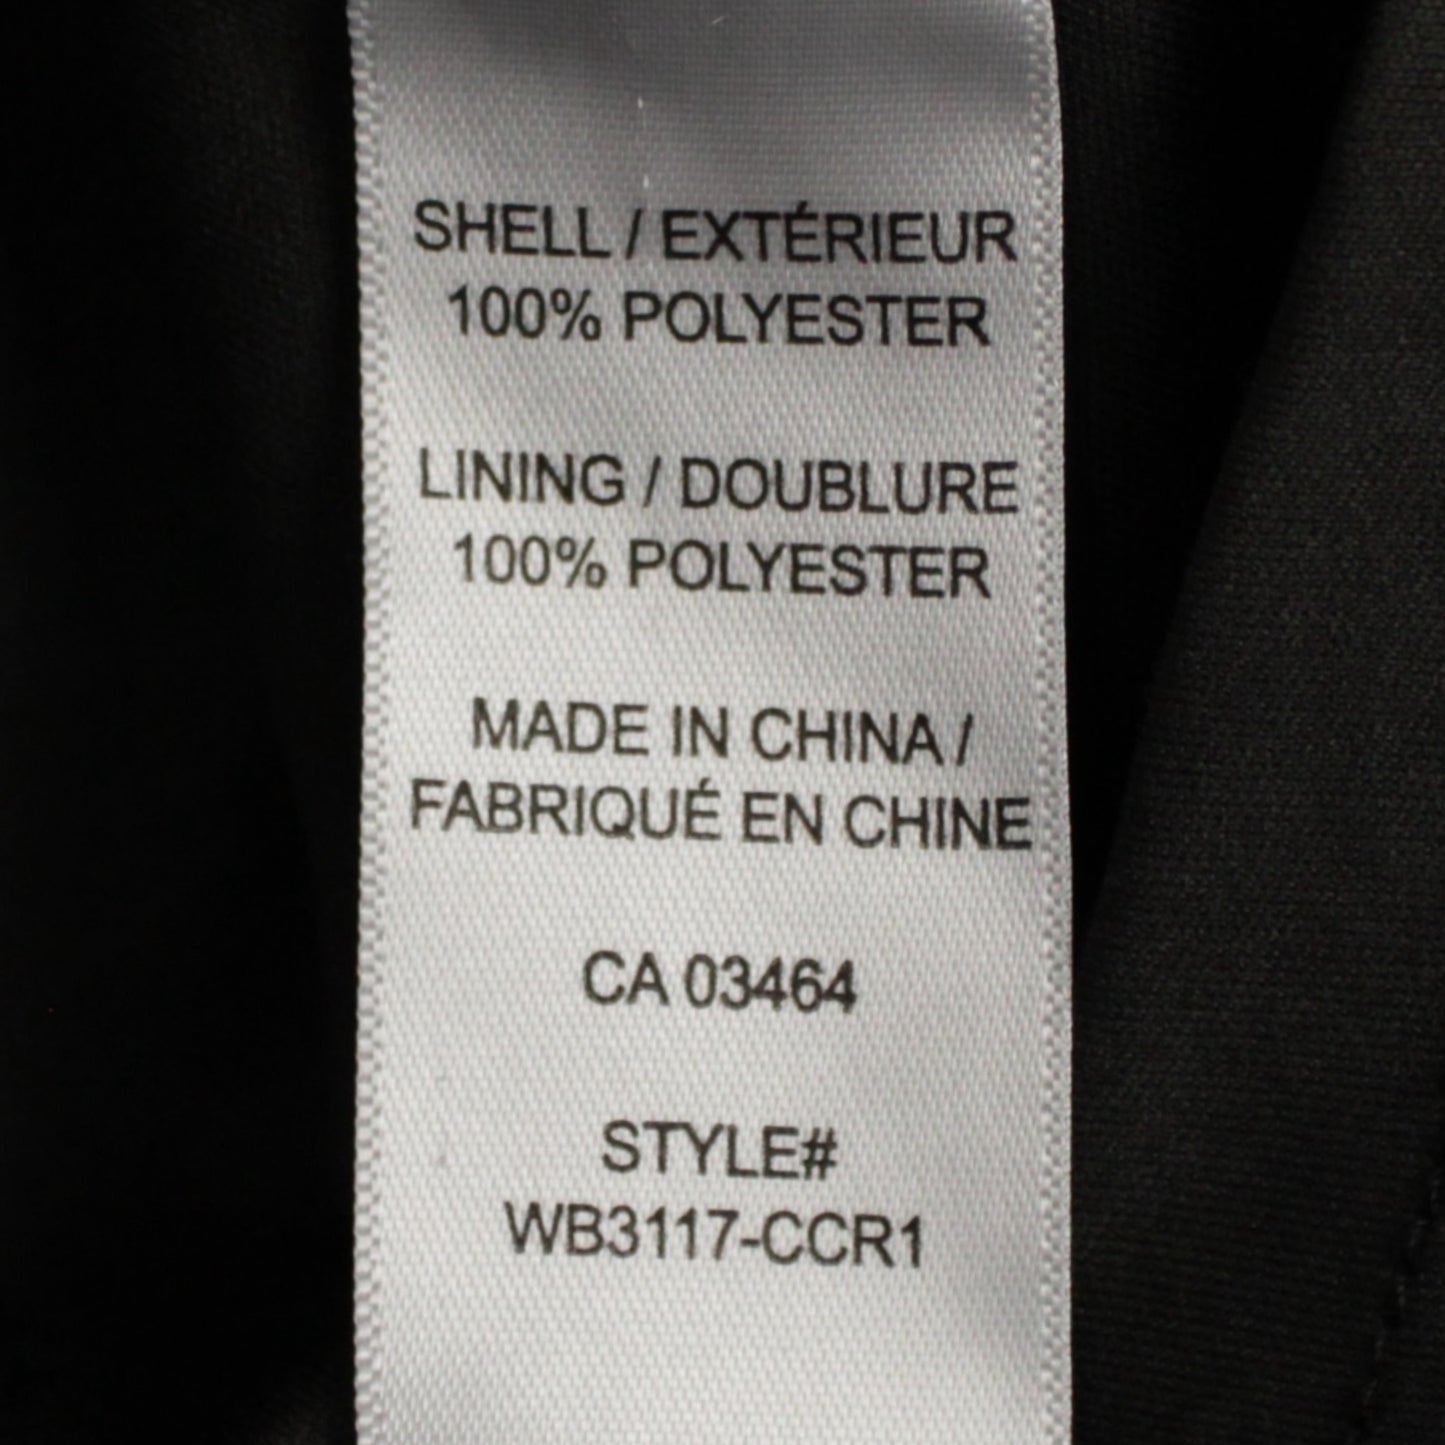 SHELL / EXTÉRIEUR
100% POLYESTER
LINING / DOUBLURE
100% POLYESTER
MADE IN CHINA /
FABRIQUÉ EN CHINE
CA 03464
STYLE#
WB3117-CCR1